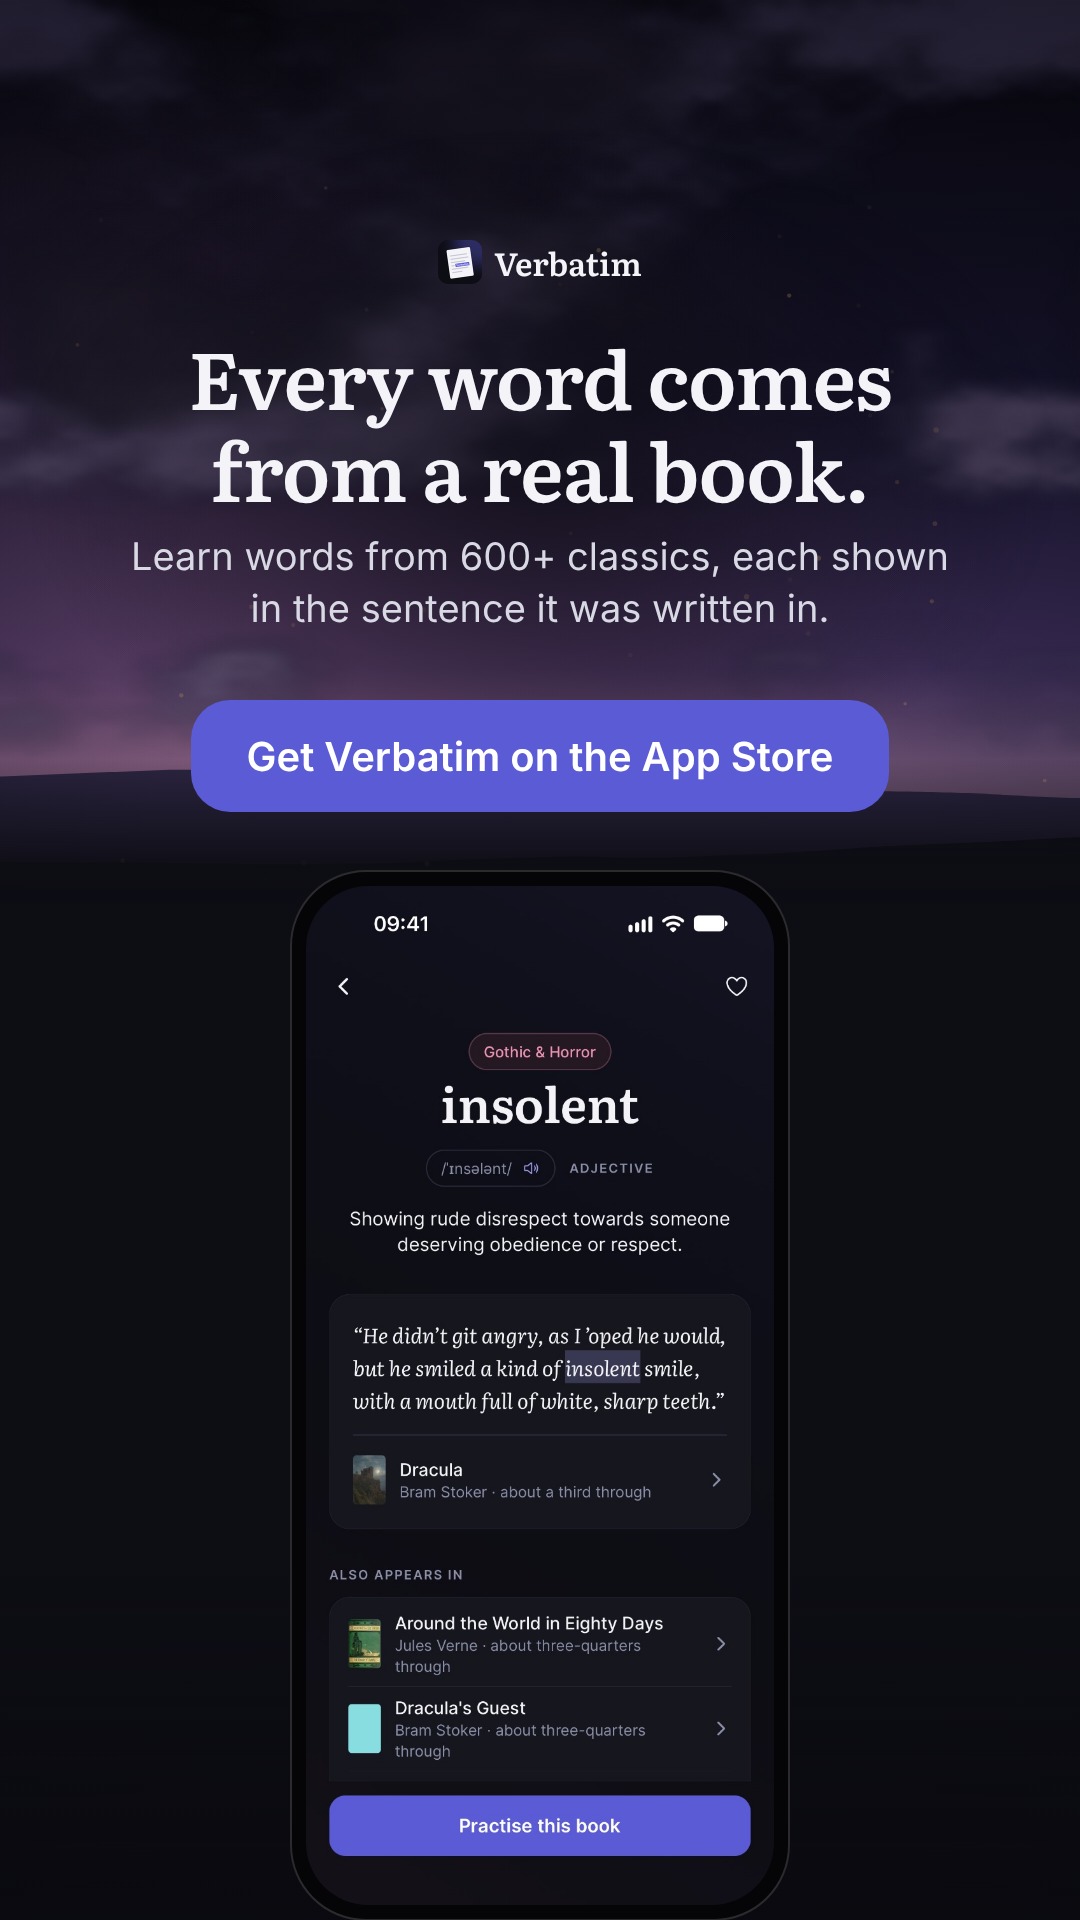 Verbatim
Every word comes
from a real book.
Learn words from 600+ classics, each shown
in the sentence it was written in.
Get Verbatim on the App Store
09:41
Gothic & Horror
insolent
/ˈɪnsələnt/ ADJECTIVE
Showing rude disrespect towards someone
deserving obedience or respect.
“He didn’t git angry, as I ’oped he would,
but he smiled a kind of insolent smile,
with a mouth full of white, sharp teeth.”
Dracula
Bram Stoker · about a third through
ALSO APPEARS IN
Around the World in Eighty Days
Jules Verne · about three-quarters
through
Dracula's Guest
Bram Stoker · about three-quarters
through
Practise this book